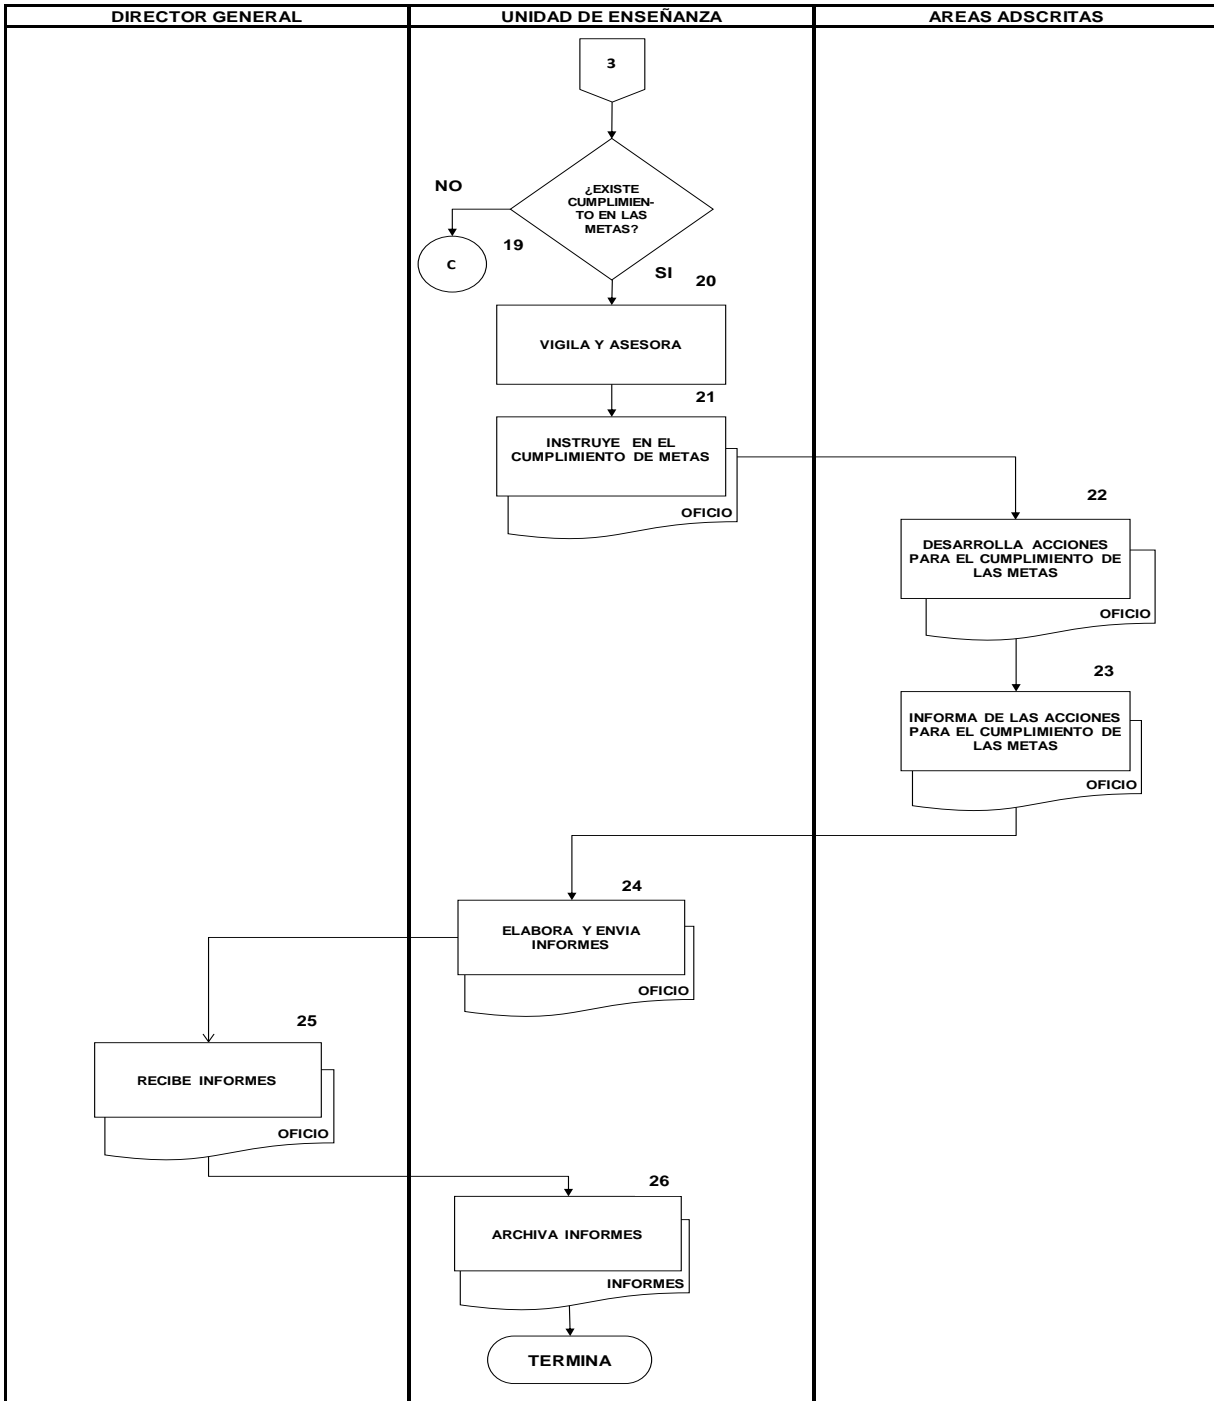 DIRECTOR GENERAL
UNIDAD DE ENSEÑANZA
AREAS ADSCRITAS
3
¿EXISTE
CUMPLIMIEN-
TO EN LAS
METAS?
NO
19
C
SI
20
VIGILA Y ASESORA
21
INSTRUYE EN EL
CUMPLIMIENTO DE METAS
OFICIO
22
DESARROLLA ACCIONES
PARA EL CUMPLIMIENTO DE
LAS METAS
OFICIO
23
INFORMA DE LAS ACCIONES
PARA EL CUMPLIMIENTO DE
LAS METAS
OFICIO
24
ELABORA Y ENVIA
INFORMES
OFICIO
25
RECIBE INFORMES
OFICIO
26
ARCHIVA INFORMES
INFORMES
TERMINA